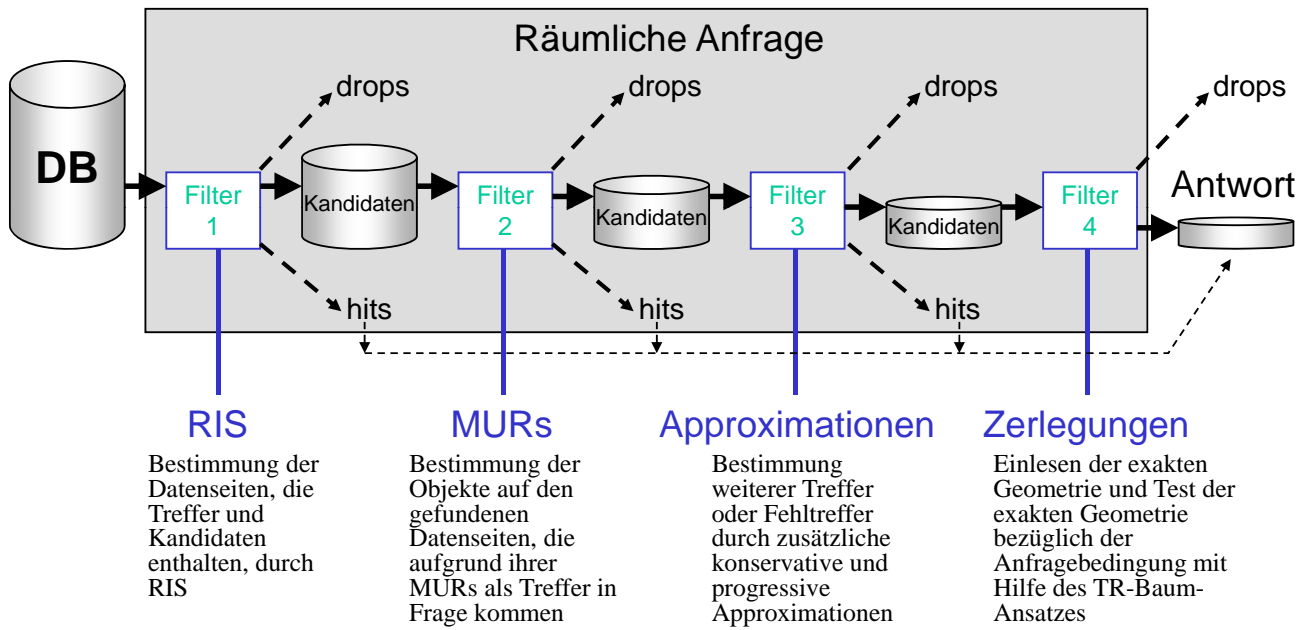 Räumliche Anfrage
drops
drops
drops
drops
DB
Filter
1
Kandidaten
Filter
2
Kandidaten
Filter
3
Kandidaten
Filter
4
Antwort
hits
hits
hits
RIS
Bestimmung der
Datenseiten, die
Treffer und
Kandidaten
enthalten, durch
RIS
MURs
Bestimmung der
Objekte auf den
gefundenen
Datenseiten, die
aufgrund ihrer
MURs als Treffer in
Frage kommen
Approximationen
Bestimmung
weiterer Treffer
oder Fehltreffer
durch zusätzliche
konservative und
progressive
Approximationen
Zerlegungen
Einlesen der exakten
Geometrie und Test der
exakten Geometrie
bezüglich der
Anfragebedingung mit
Hilfe des TR-Baum-
Ansatzes